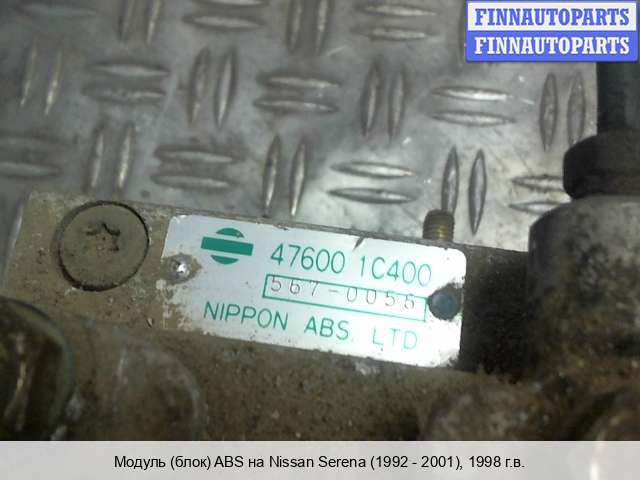 FINNAUTOPARTS
FINNAUTOPARTS
47600 1C400
567-0056
NIPPON ABS. LTD
Модуль (блок) ABS на Nissan Serena (1992 - 2001), 1998 г.в.